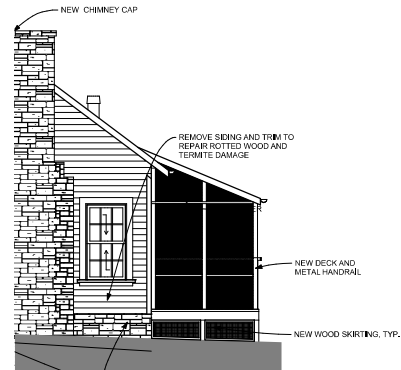 NEW CHIMNEY CAP
REMOVE SIDING AND TRIM TO
REPAIR ROTTED WOOD AND
TERMITE DAMAGE
NEW DECK AND
METAL HANDRAIL
NEW WOOD SKIRTING, TYP.